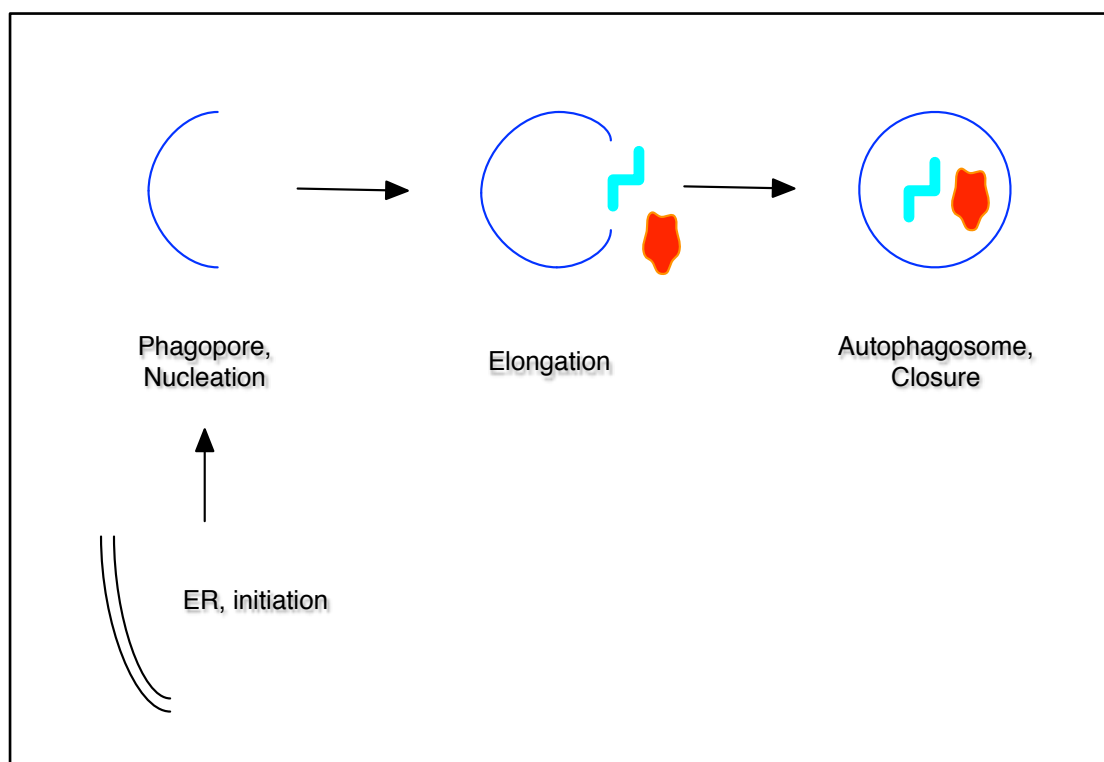 Phagopore,
Nucleation
Elongation
Autophagosome,
Closure
ER, initiation